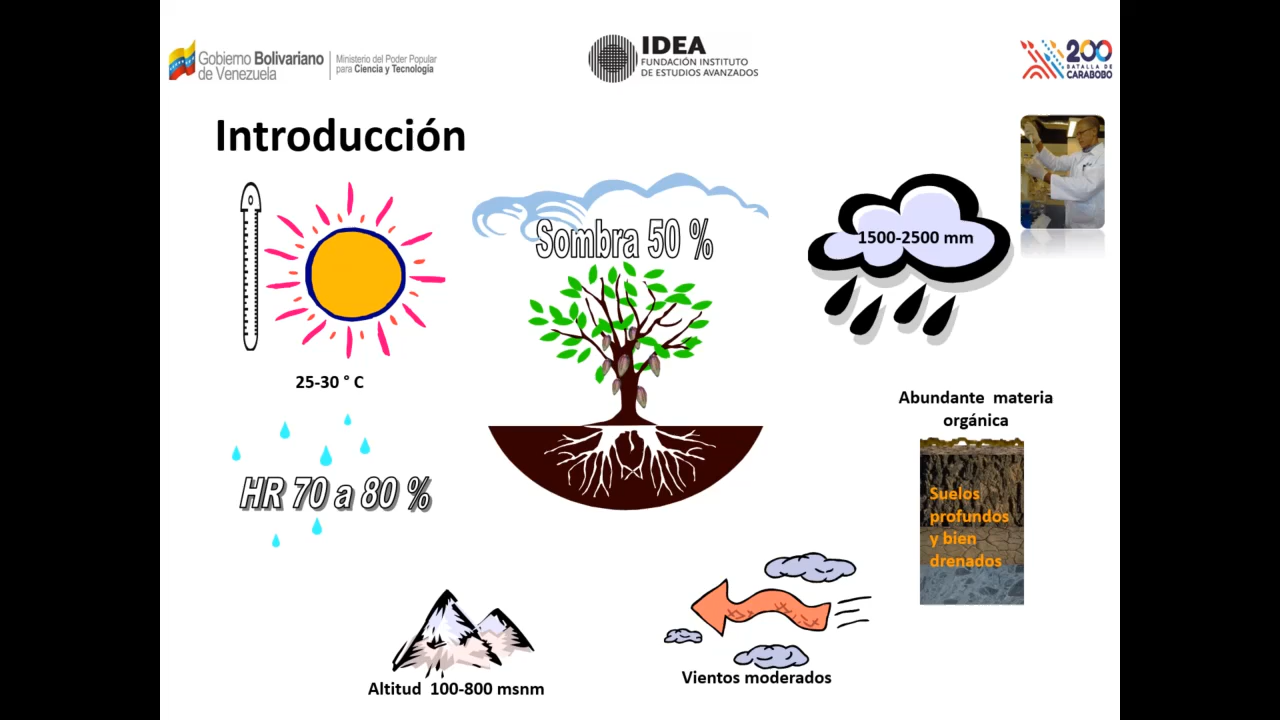 Gobierno Bolivariano
de Venezuela
Ministerio del Poder Popular
para Ciencia y Tecnología
IDEA
FUNDACIÓN INSTITUTO
DE ESTUDIOS AVANZADOS
200
BATALLA DE
CARABOBO
Introducción
Sombra 50 %
1500-2500 mm
25-30 ° C
Abundante materia
orgánica
HR 70 a 80 %
Suelos
profundos
y bien
drenados
Vientos moderados
Altitud 100-800 msnm